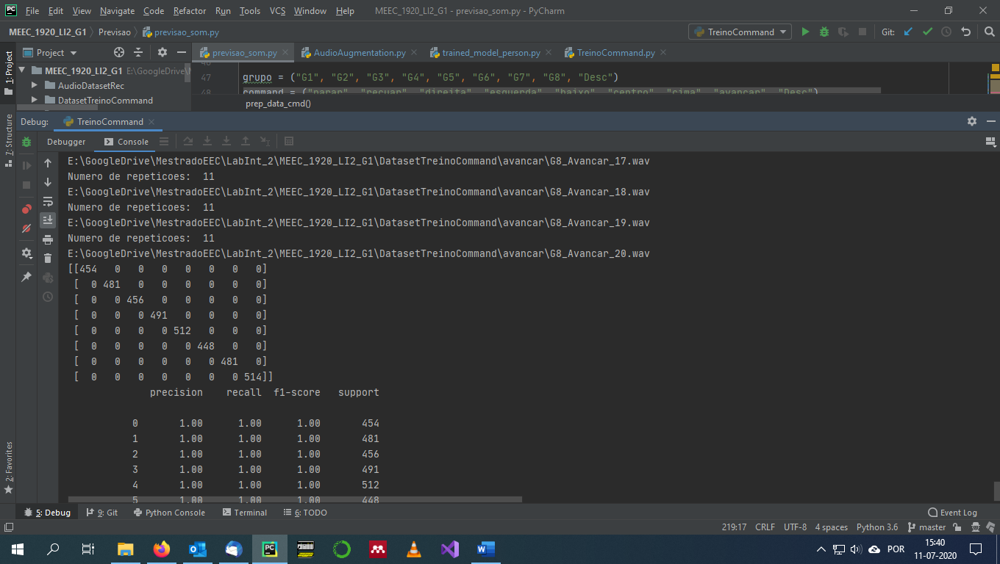 File Edit View Navigate Code Refactor Run Tools VCS Window Help MEEC_1920_LI2_G1 - previsao_som.py - PyCharm
MEEC_1920_LI2_G1 Previsao previsao_som.py TreinoCommand Git:
1: Project
7: Structure
2: Favorites
Project previsao_som.py AudioAugmentation.py trained_model_person.py TreinoCommand.py
MEEC_1920_LI2_G1 E:\GoogleDrive\
AudioDatasetRec
DatasetTreinoCommand
47 grupo = ("G1", "G2", "G3", "G4", "G5", "G6", "G7", "G8", "Desc")
48 command = ("parar", "recuar", "direita", "esquerda", "baixo", "centro", "cima", "avancar", "Desc")
prep_data_cmd()
Debug: TreinoCommand
Debugger Console
E:\GoogleDrive\MestradoEEC\LabInt_2\MEEC_1920_LI2_G1\DatasetTreinoCommand\avancar\G8_Avancar_17.wav
Numero de repeticoes:  11
E:\GoogleDrive\MestradoEEC\LabInt_2\MEEC_1920_LI2_G1\DatasetTreinoCommand\avancar\G8_Avancar_18.wav
Numero de repeticoes:  11
E:\GoogleDrive\MestradoEEC\LabInt_2\MEEC_1920_LI2_G1\DatasetTreinoCommand\avancar\G8_Avancar_19.wav
Numero de repeticoes:  11
E:\GoogleDrive\MestradoEEC\LabInt_2\MEEC_1920_LI2_G1\DatasetTreinoCommand\avancar\G8_Avancar_20.wav
[[454   0   0   0   0   0   0   0]
 [  0 481   0   0   0   0   0   0]
 [  0   0 456   0   0   0   0   0]
 [  0   0   0 491   0   0   0   0]
 [  0   0   0   0 512   0   0   0]
 [  0   0   0   0   0 448   0   0]
 [  0   0   0   0   0   0 481   0]
 [  0   0   0   0   0   0   0 514]]
              precision    recall  f1-score   support
           0       1.00      1.00      1.00       454
           1       1.00      1.00      1.00       481
           2       1.00      1.00      1.00       456
           3       1.00      1.00      1.00       491
           4       1.00      1.00      1.00       512
           5       1.00      1.00      1.00       448
5: Debug 9: Git Python Console Terminal 6: TODO Event Log
219:17 CRLF UTF-8 4 spaces Python 3.6 master
POR 15:40
11-07-2020